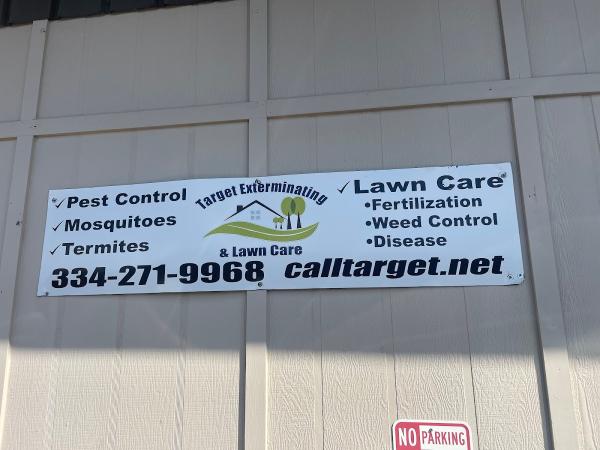 ✓Pest Control
✓Mosquitoes
✓Termites
Target Exterminating
& Lawn Care
✓Lawn Care
•Fertilization
•Weed Control
•Disease
334-271-9968 calltarget.net
NO PARKING